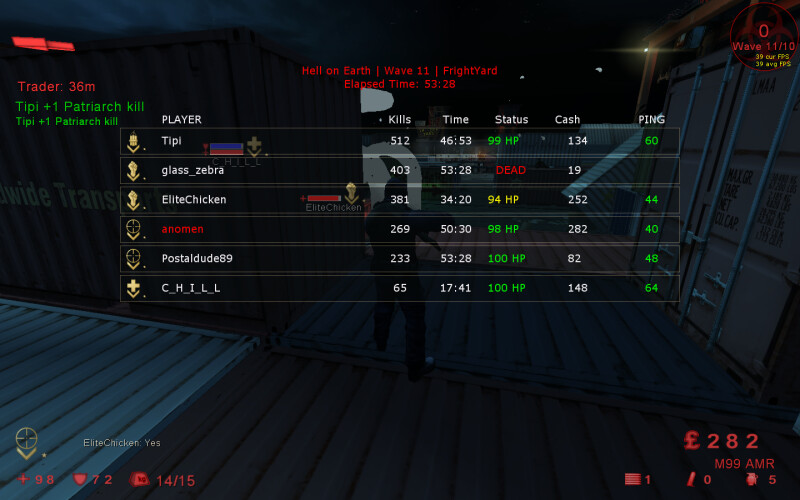 0
Wave 11/10
39 cur FPS
39 avg FPS
Hell on Earth | Wave 11 | FrightYard
Elapsed Time: 53:28
Trader: 36m
Tipi +1 Patriarch kill
Tipi +1 Patriarch kill
PLAYER Kills Time Status Cash PING
Tipi 512 46:53 99 HP 134 60
C_H_I_L_L
glass_zebra 403 53:28 DEAD 19
EliteChicken 381 34:20 94 HP 252 44
EliteChicken
anomen 269 50:30 98 HP 282 40
Postaldude89 233 53:28 100 HP 82 48
C_H_I_L_L 65 17:41 100 HP 148 64
dwide Transport
EliteChicken: Yes
£ 282
M99 AMR
98 72 14/15 1 0 5